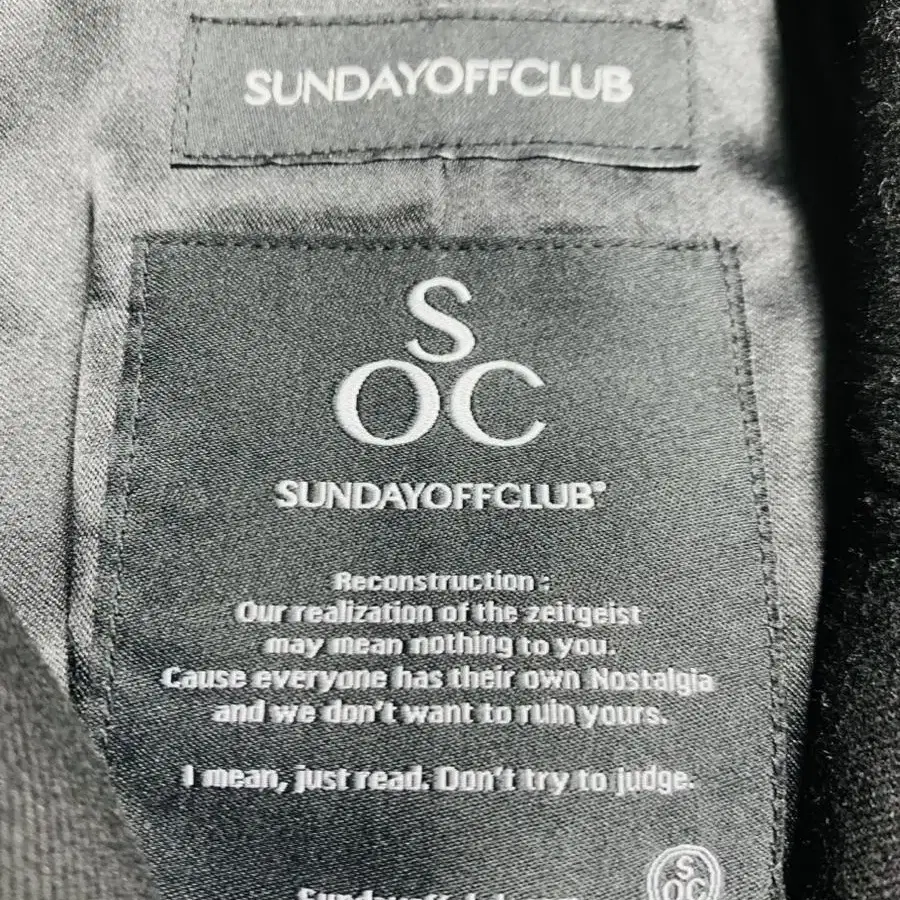 SUNDAYOFFCLUB
S
OC
SUNDAYOFFCLUB®
Reconstruction :
Our realization of the zeitgeist
may mean nothing to you.
Cause everyone has their own Nostalgia
and we don't want to ruin yours.
I mean, just read. Don't try to judge.
S
OC